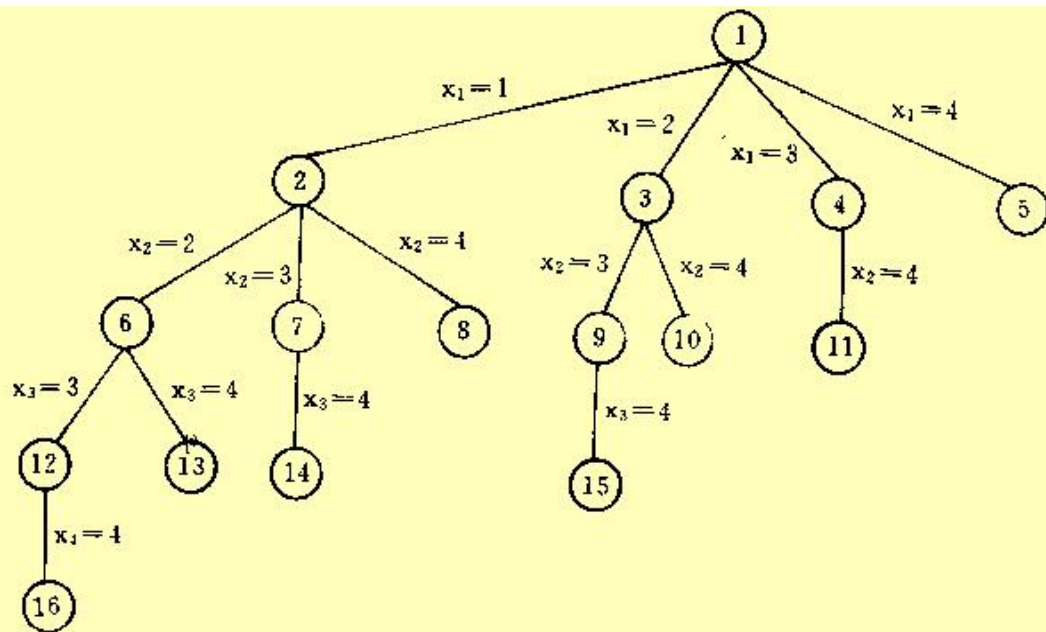 1
x₁=1
x₁=2
x₁=3
x₁=4
2
3
4
5
x₂=2
x₂=3
x₂=4
x₂=3
x₂=4
x₂=4
6
7
8
9
10
11
x₃=3
x₃=4
x₃=4
x₃=4
12
13
14
15
x₄=4
16